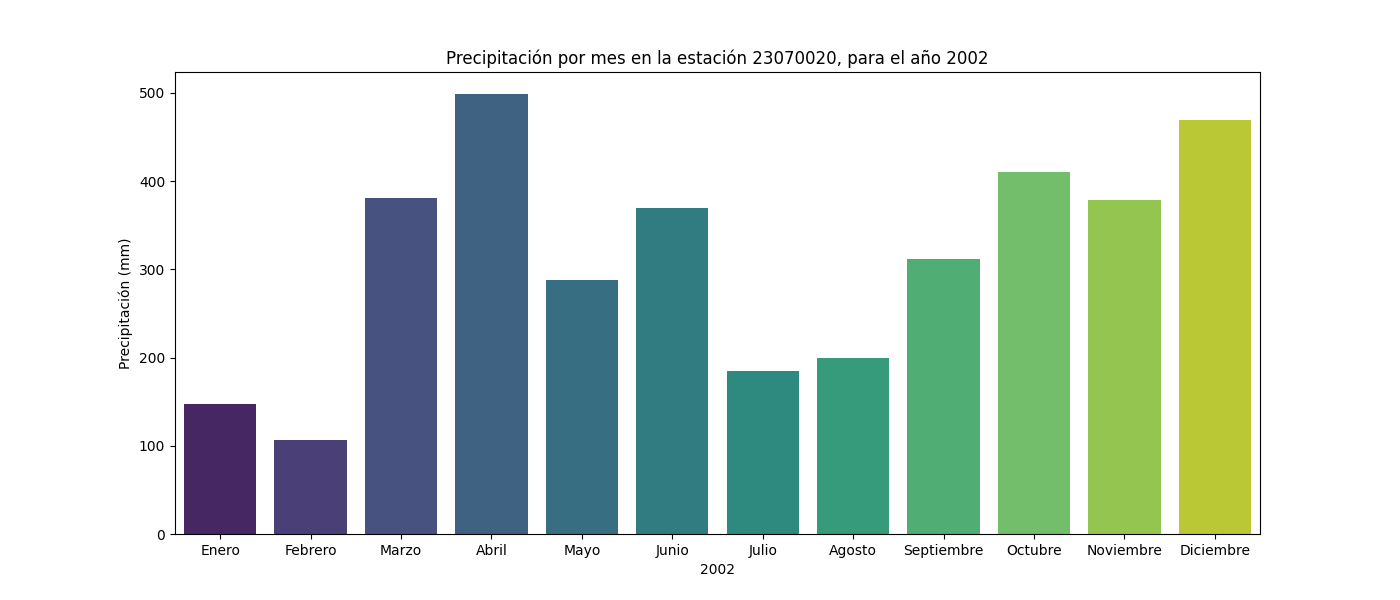 Precipitación por mes en la estación 23070020, para el año 2002
Precipitación (mm)
500
400
300
200
100
0
Enero Febrero Marzo Abril Mayo Junio Julio Agosto Septiembre Octubre Noviembre Diciembre
2002